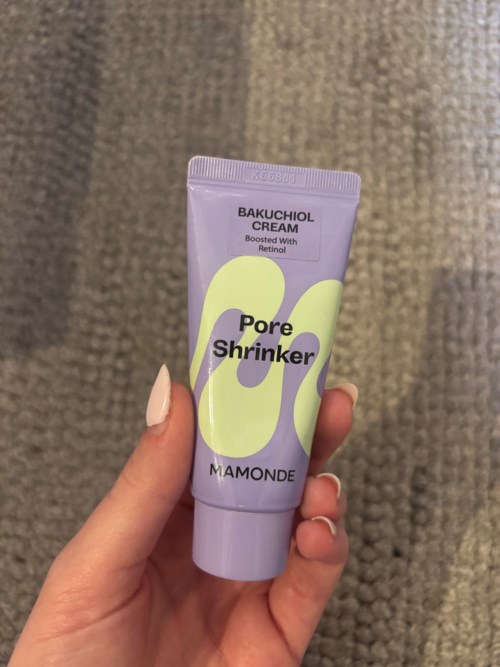 BAKUCHIOL
CREAM
Boosted With
Retinol
Pore
Shrinker
MAMONDE